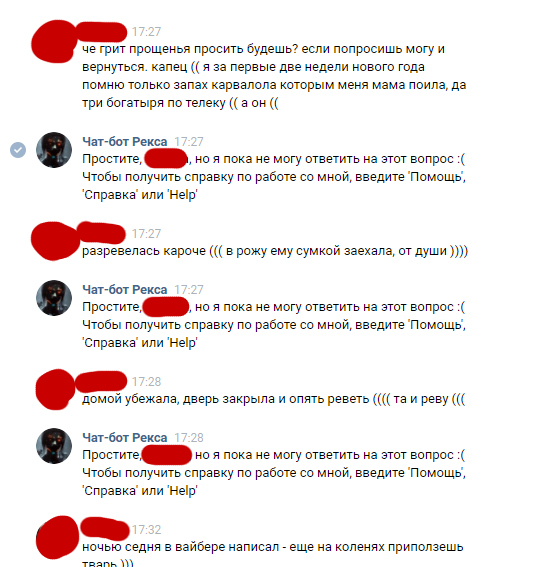 17:27
че грит прощенья просить будешь? если попросишь могу и
вернуться. капец (( я за первые две недели нового года
помню только запах карвалола которым меня мама поила, да
три богатыря по телеку (( а он ((
Чат-бот Рекса 17:27
Простите, но я пока не могу ответить на этот вопрос :(
Чтобы получить справку по работе со мной, введите 'Помощь',
'Справка' или 'Help'
17:27
разревелась кароче ((( в рожу ему сумкой заехала, от души ))))
Чат-бот Рекса 17:27
Простите, но я пока не могу ответить на этот вопрос :(
Чтобы получить справку по работе со мной, введите 'Помощь',
'Справка' или 'Help'
17:28
домой убежала, дверь закрыла и опять реветь (((( та и реву (((
Чат-бот Рекса 17:28
Простите, но я пока не могу ответить на этот вопрос :(
Чтобы получить справку по работе со мной, введите 'Помощь',
'Справка' или 'Help'
17:32
ночью седня в вайбере написал - еще на коленях приползешь
тварь )))